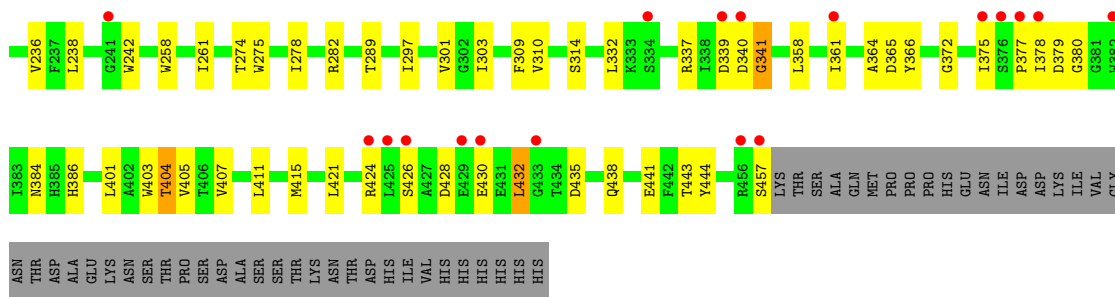 V236 F237 L238 G241 W242 W258 I261 T274 W275 I278 R282 T289 I297 V301 G302 I303 F309 V310 S314 L332 K333 S334 R337 I338 D339 D340 G341 L358 I361 A364 D365 Y366 G372 I375 S376 P377 I378 D379 G380 G381 W382
I383 N384 H385 H386 L401 A402 W403 T404 V405 T406 V407 L411 M415 L421 R424 L425 S426 A427 D428 E429 E430 E431 L432 G433 T434 D435 Q438 E441 F442 T443 Y444 R456 S457 LYS THR SER ALA GLN MET PRO PRO PRO HIS GLU ASN ILE ASP ASP LYS ILE VAL GLY
ASN THR ASP ALA GLU LYS ASN SER THR PRO SER ASP ALA SER SER THR LYS ASN THR ASP HIS ILE VAL HIS HIS HIS HIS HIS HIS